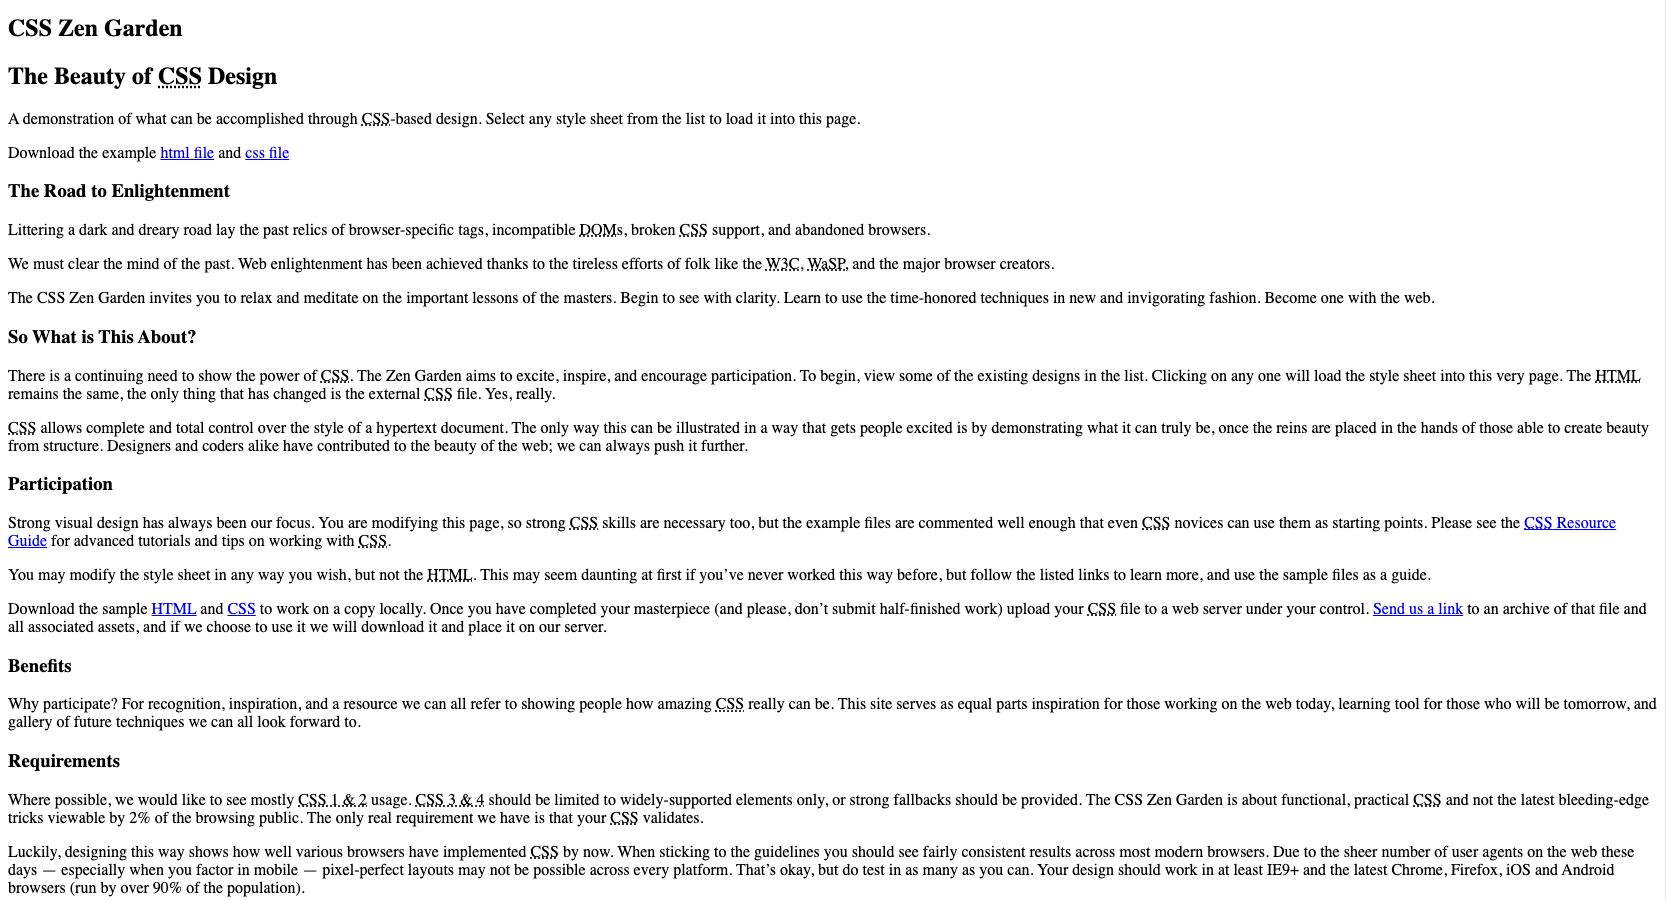 CSS Zen Garden
The Beauty of CSS Design
A demonstration of what can be accomplished through CSS-based design. Select any style sheet from the list to load it into this page.
Download the example html file and css file
The Road to Enlightenment
Littering a dark and dreary road lay the past relics of browser-specific tags, incompatible DOMs, broken CSS support, and abandoned browsers.
We must clear the mind of the past. Web enlightenment has been achieved thanks to the tireless efforts of folk like the W3C, WaSP, and the major browser creators.
The CSS Zen Garden invites you to relax and meditate on the important lessons of the masters. Begin to see with clarity. Learn to use the time-honored techniques in new and invigorating fashion. Become one with the web.
So What is This About?
There is a continuing need to show the power of CSS. The Zen Garden aims to excite, inspire, and encourage participation. To begin, view some of the existing designs in the list. Clicking on any one will load the style sheet into this very page. The HTML
remains the same, the only thing that has changed is the external CSS file. Yes, really.
CSS allows complete and total control over the style of a hypertext document. The only way this can be illustrated in a way that gets people excited is by demonstrating what it can truly be, once the reins are placed in the hands of those able to create beauty
from structure. Designers and coders alike have contributed to the beauty of the web; we can always push it further.
Participation
Strong visual design has always been our focus. You are modifying this page, so strong CSS skills are necessary too, but the example files are commented well enough that even CSS novices can use them as starting points. Please see the CSS Resource
Guide for advanced tutorials and tips on working with CSS.
You may modify the style sheet in any way you wish, but not the HTML. This may seem daunting at first if you’ve never worked this way before, but follow the listed links to learn more, and use the sample files as a guide.
Download the sample HTML and CSS to work on a copy locally. Once you have completed your masterpiece (and please, don’t submit half-finished work) upload your CSS file to a web server under your control. Send us a link to an archive of that file and
all associated assets, and if we choose to use it we will download it and place it on our server.
Benefits
Why participate? For recognition, inspiration, and a resource we can all refer to showing people how amazing CSS really can be. This site serves as equal parts inspiration for those working on the web today, learning tool for those who will be tomorrow, and
gallery of future techniques we can all look forward to.
Requirements
Where possible, we would like to see mostly CSS 1 & 2 usage. CSS 3 & 4 should be limited to widely-supported elements only, or strong fallbacks should be provided. The CSS Zen Garden is about functional, practical CSS and not the latest bleeding-edge
tricks viewable by 2% of the browsing public. The only real requirement we have is that your CSS validates.
Luckily, designing this way shows how well various browsers have implemented CSS by now. When sticking to the guidelines you should see fairly consistent results across most modern browsers. Due to the sheer number of user agents on the web these
days — especially when you factor in mobile — pixel-perfect layouts may not be possible across every platform. That’s okay, but do test in as many as you can. Your design should work in at least IE9+ and the latest Chrome, Firefox, iOS and Android
browsers (run by over 90% of the population).